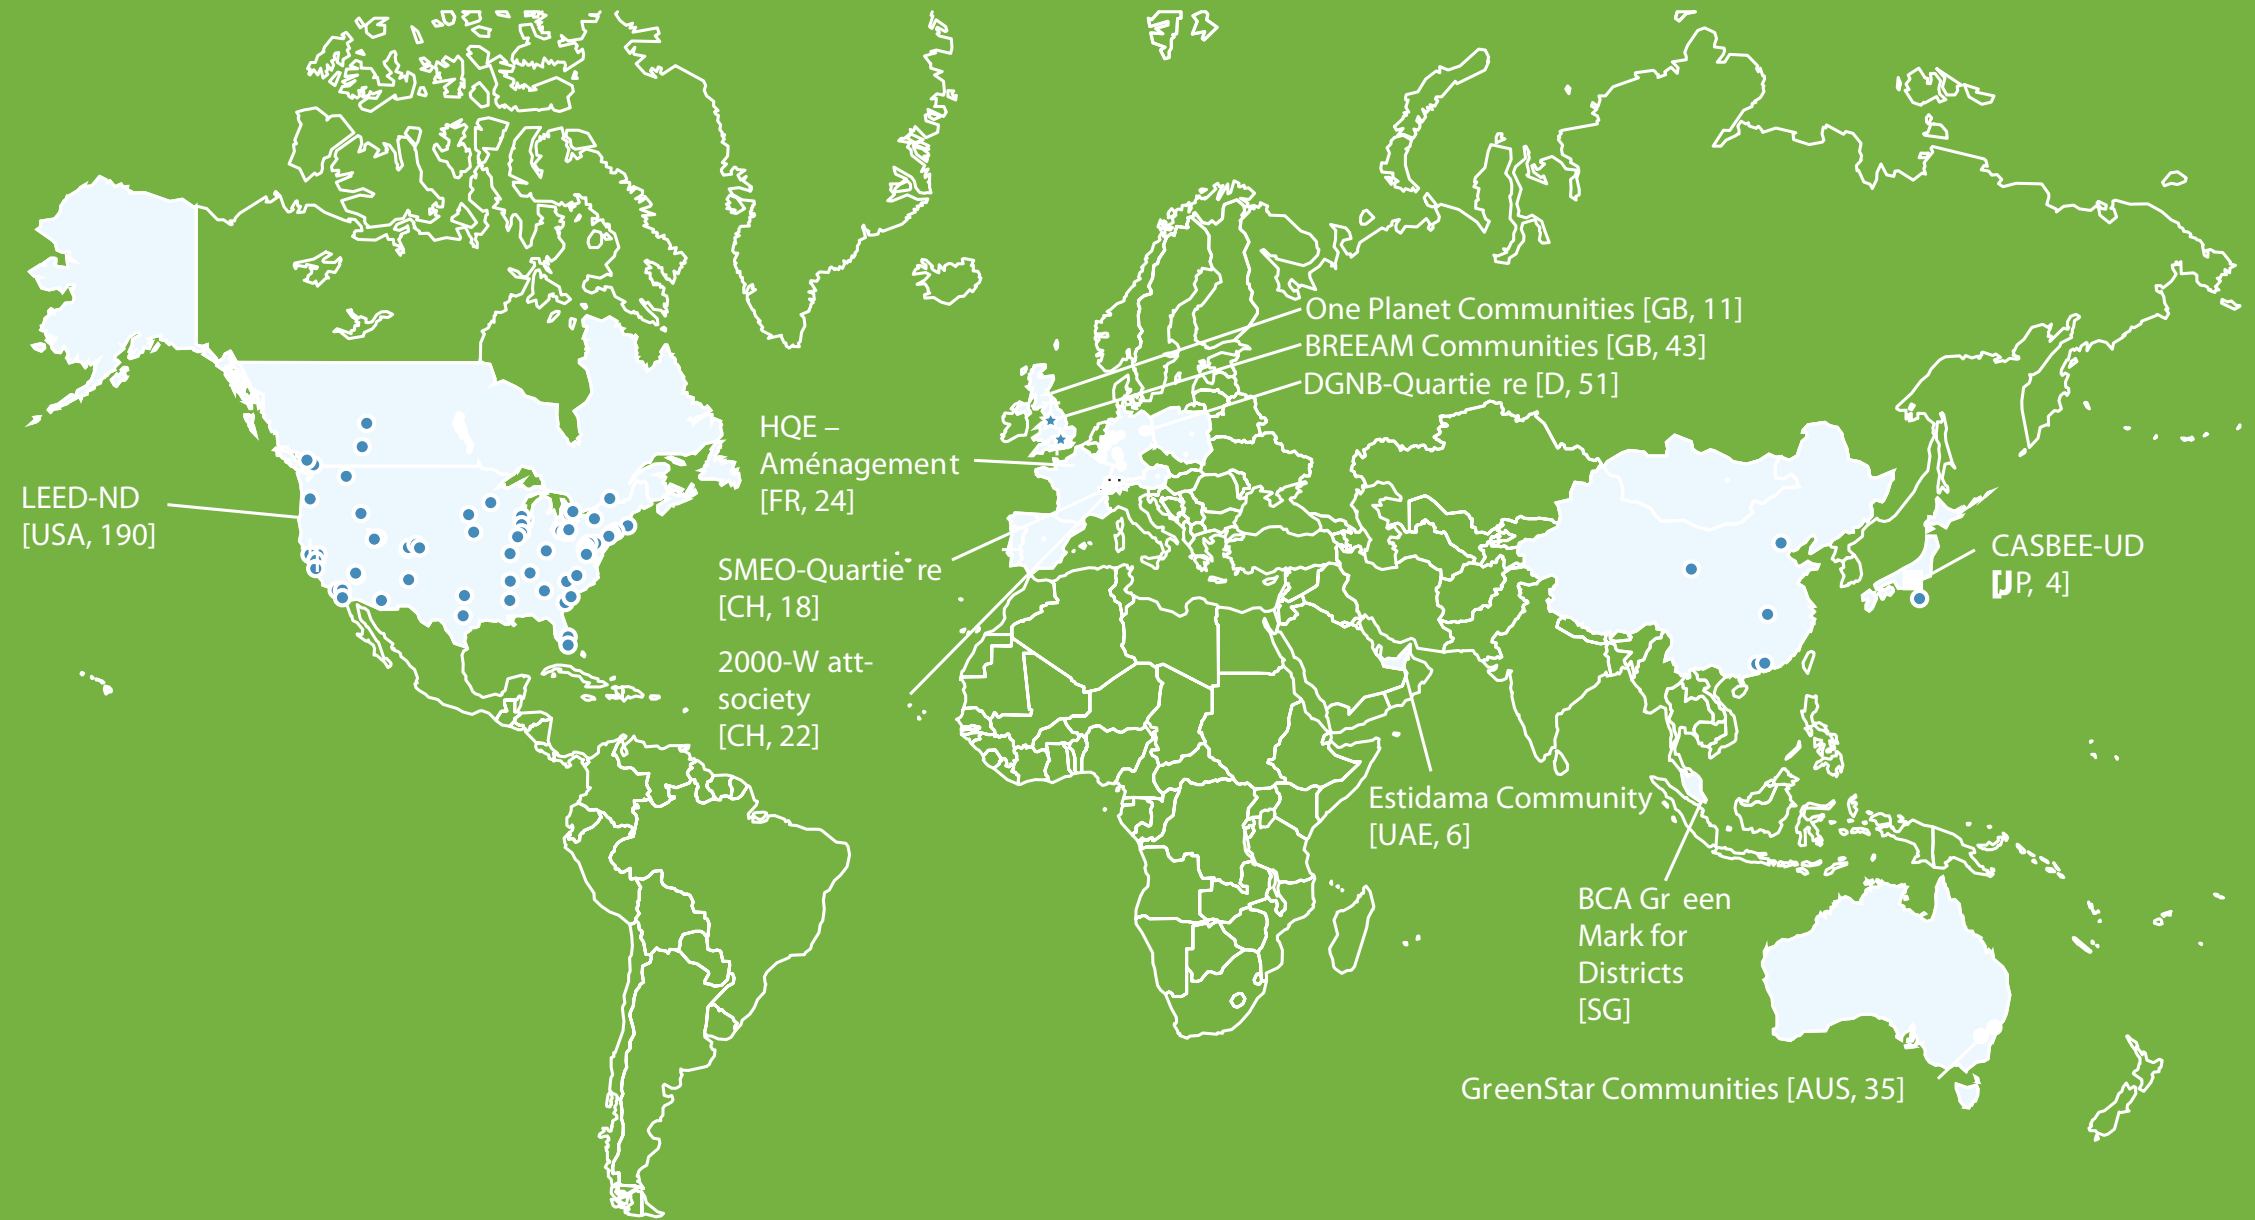 One Planet Communities [GB, 11]
BREEAM Communities [GB, 43]
DGNB-Quartie re [D, 51]
HQE –
Aménagement
[FR, 24]
LEED-ND
[USA, 190]
SMEO-Quartie re
[CH, 18]
2000-W att-
society
[CH, 22]
CASBEE-UD
[JP, 4]
Estidama Community
[UAE, 6]
BCA Gr een
Mark for
Districts
[SG]
GreenStar Communities [AUS, 35]